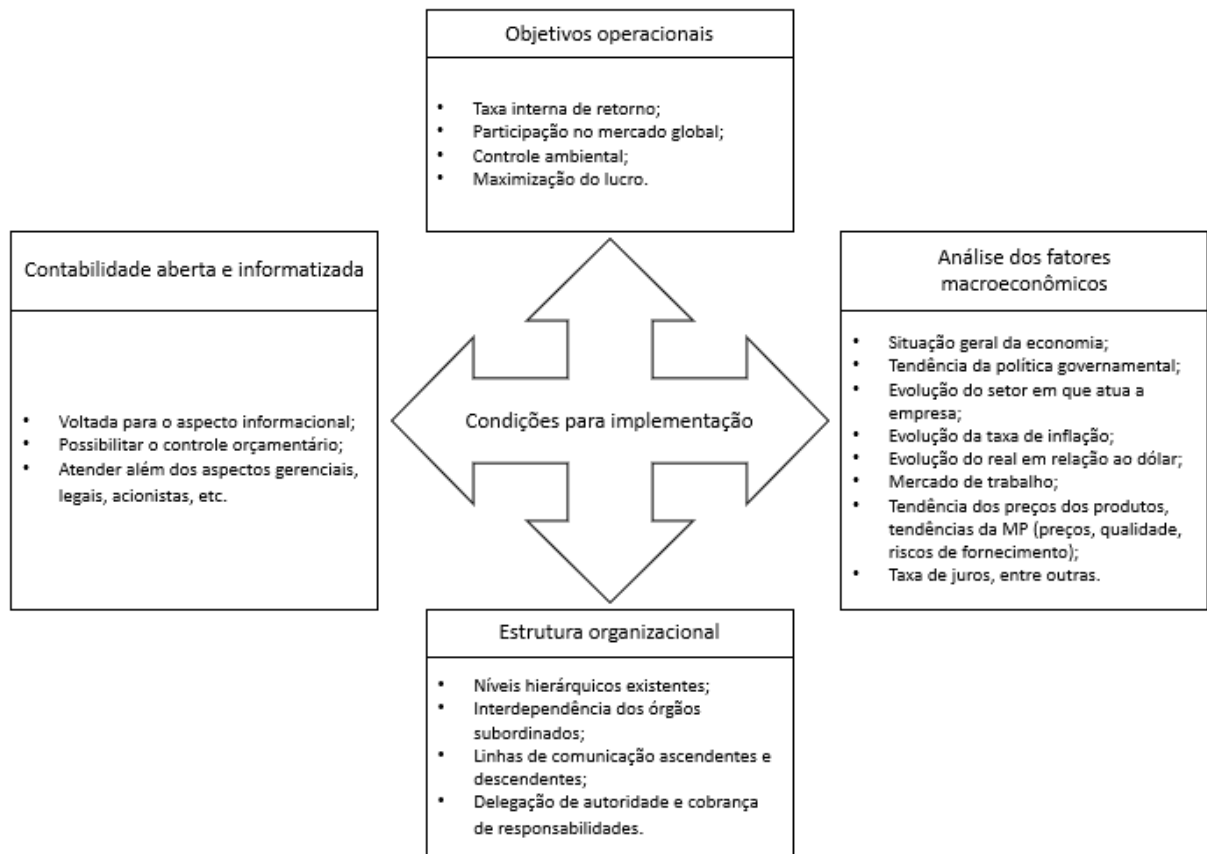 Objetivos operacionais
• Taxa interna de retorno;
• Participação no mercado global;
• Controle ambiental;
• Maximização do lucro.
Contabilidade aberta e informatizada
• Voltada para o aspecto informacional;
• Possibilitar o controle orçamentário;
• Atender além dos aspectos gerenciais,
legais, acionistas, etc.
Condições para implementação
Análise dos fatores
macroeconômicos
• Situação geral da economia;
• Tendência da política governamental;
• Evolução do setor em que atua a
empresa;
• Evolução da taxa de inflação;
• Evolução do real em relação ao dólar;
• Mercado de trabalho;
• Tendência dos preços dos produtos,
tendências da MP (preços, qualidade,
riscos de fornecimento);
• Taxa de juros, entre outras.
Estrutura organizacional
• Níveis hierárquicos existentes;
• Interdependência dos órgãos
subordinados;
• Linhas de comunicação ascendentes e
descendentes;
• Delegação de autoridade e cobrança
de responsabilidades.